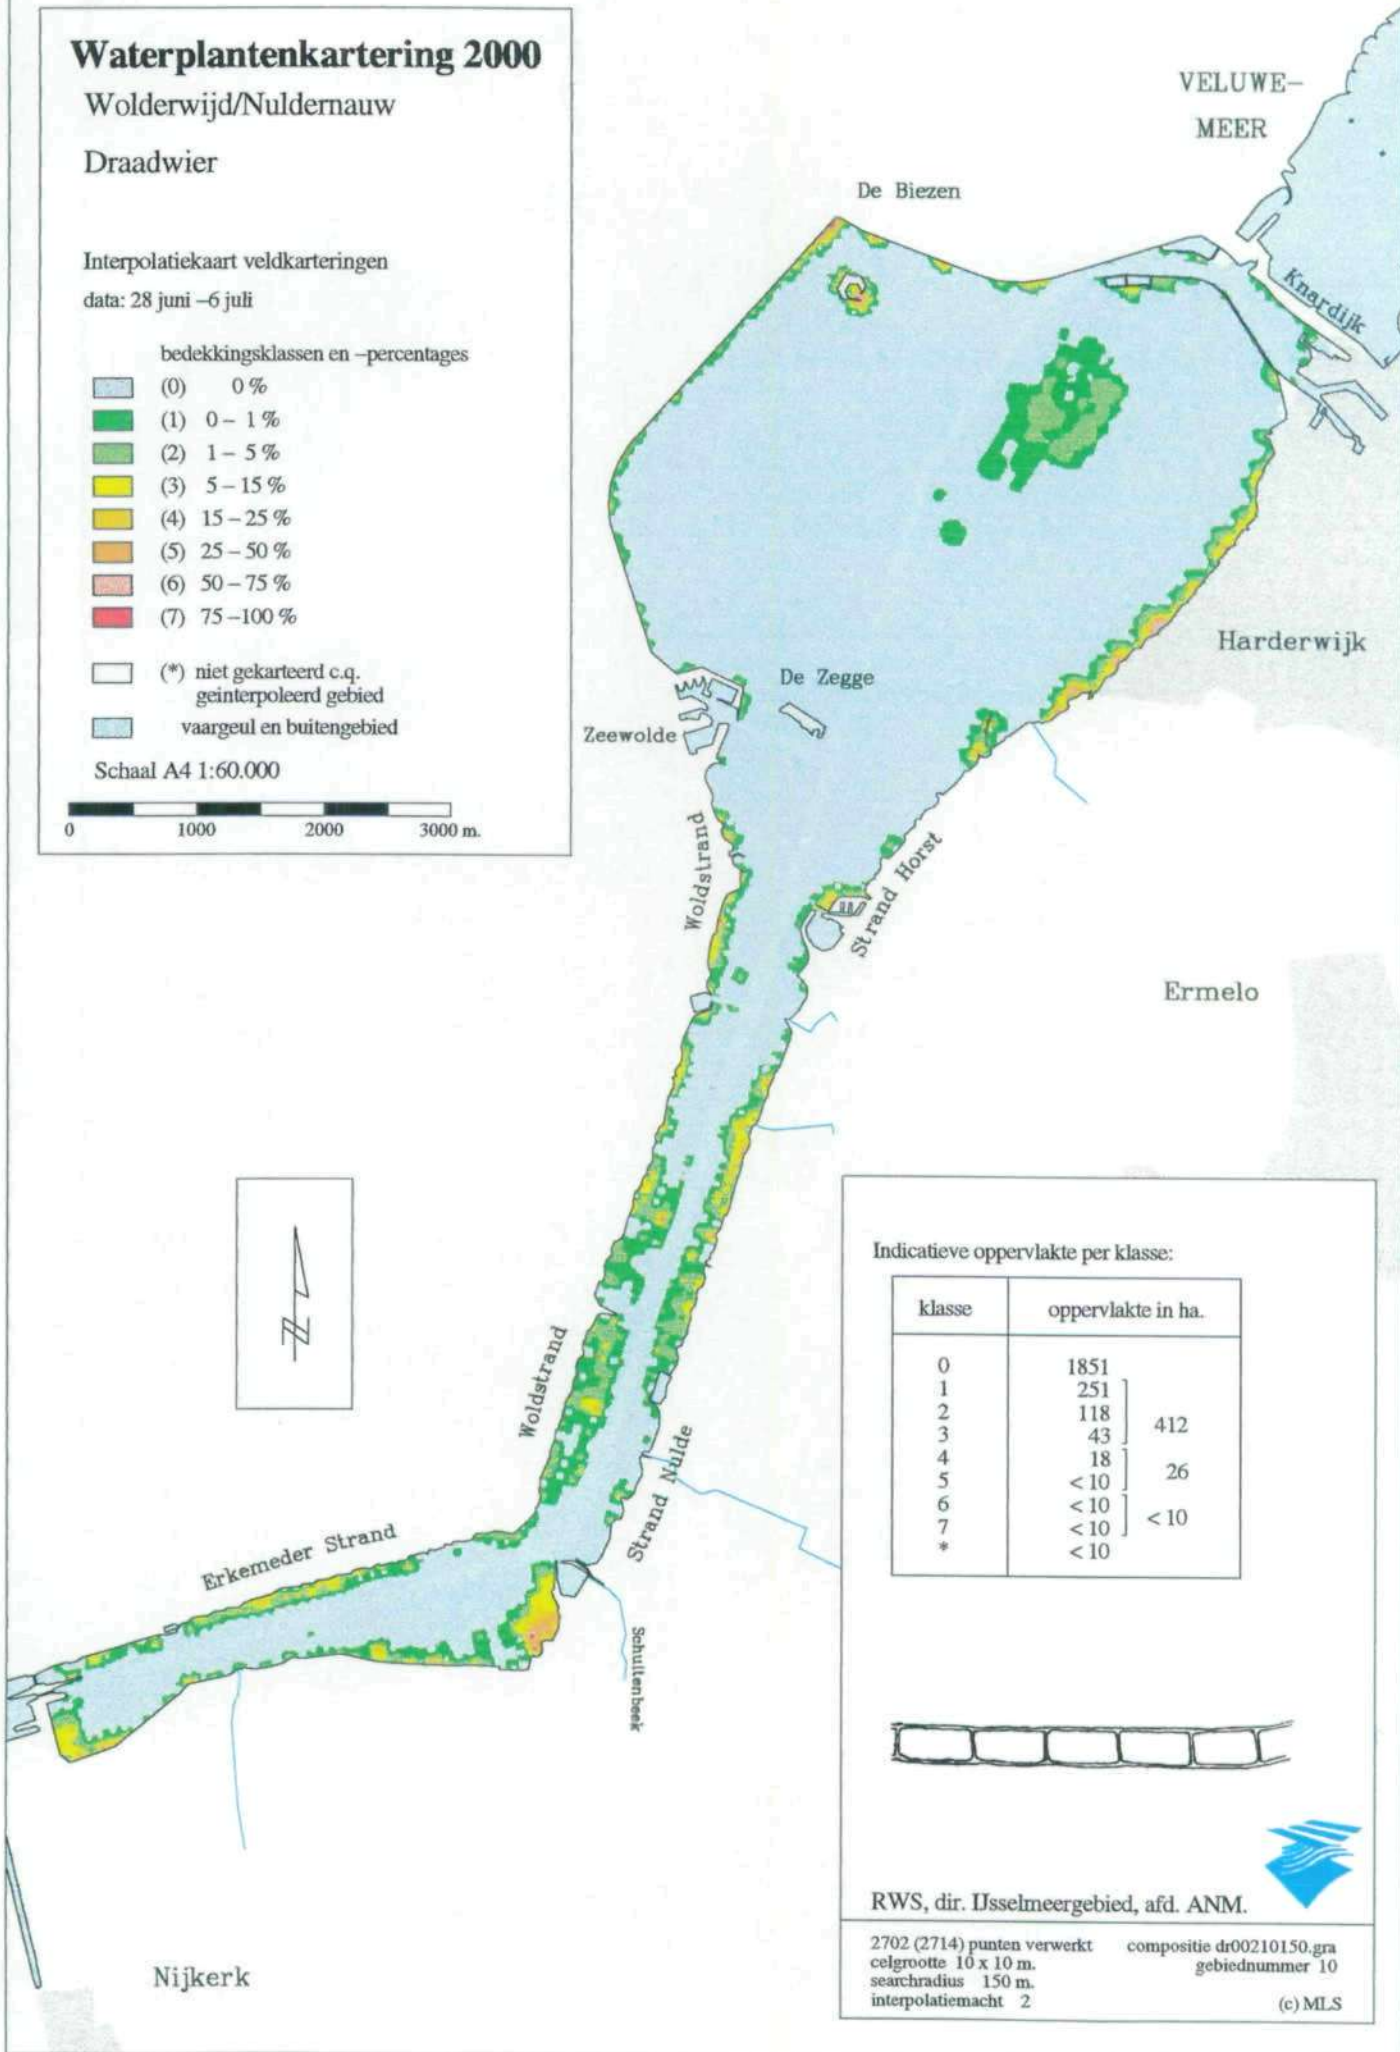 Waterplantenkartering 2000
Wolderwijd/Nuldernauw
Draadwier
Interpolatiekaart veldkarteringen
data: 28 juni –6 juli
bedekkingsklassen en –percentages
(0) 0 %
(1) 0 – 1 %
(2) 1 – 5 %
(3) 5 – 15 %
(4) 15 – 25 %
(5) 25 – 50 %
(6) 50 – 75 %
(7) 75 –100 %
(*) niet gekarteerd c.q.
geinterpoleerd gebied
vaargeul en buitengebied
Schaal A4 1:60.000
0 1000 2000 3000 m.
VELUWE–
MEER
De Biezen
Knardijk
Harderwijk
De Zegge
Zeewolde
Woldstrand
Strand Horst
Ermelo
Woldstrand
Strand Nulde
Erkemeder Strand
Schuitenbeek
Nijkerk
Indicatieve oppervlakte per klasse:
klasse oppervlakte in ha.
0 1851
1 251
2 118
3 43
412
4 18
5 < 10
26
6 < 10
7 < 10
< 10
* < 10
RWS, dir. IJsselmeergebied, afd. ANM.
2702 (2714) punten verwerkt compositie dr00210150.gra
celgrootte 10 x 10 m. gebiednummer 10
searchradius 150 m.
interpolatiemacht 2 (c) MLS